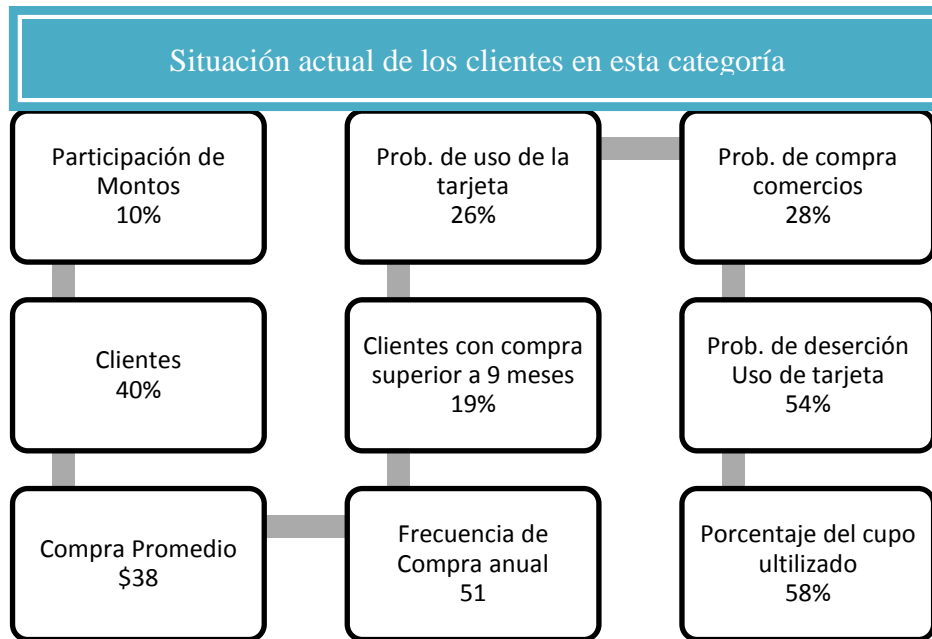 Situación actual de los clientes en esta categoría
Participación de
Montos
10%
Clientes
40%
Compra Promedio
$38
Frecuencia de
Compra anual
51
Clientes con compra
superior a 9 meses
19%
Prob. de uso de la
tarjeta
26%
Prob. de compra
comercios
28%
Prob. de deserción
Uso de tarjeta
54%
Porcentaje del cupo
ultilizado
58%